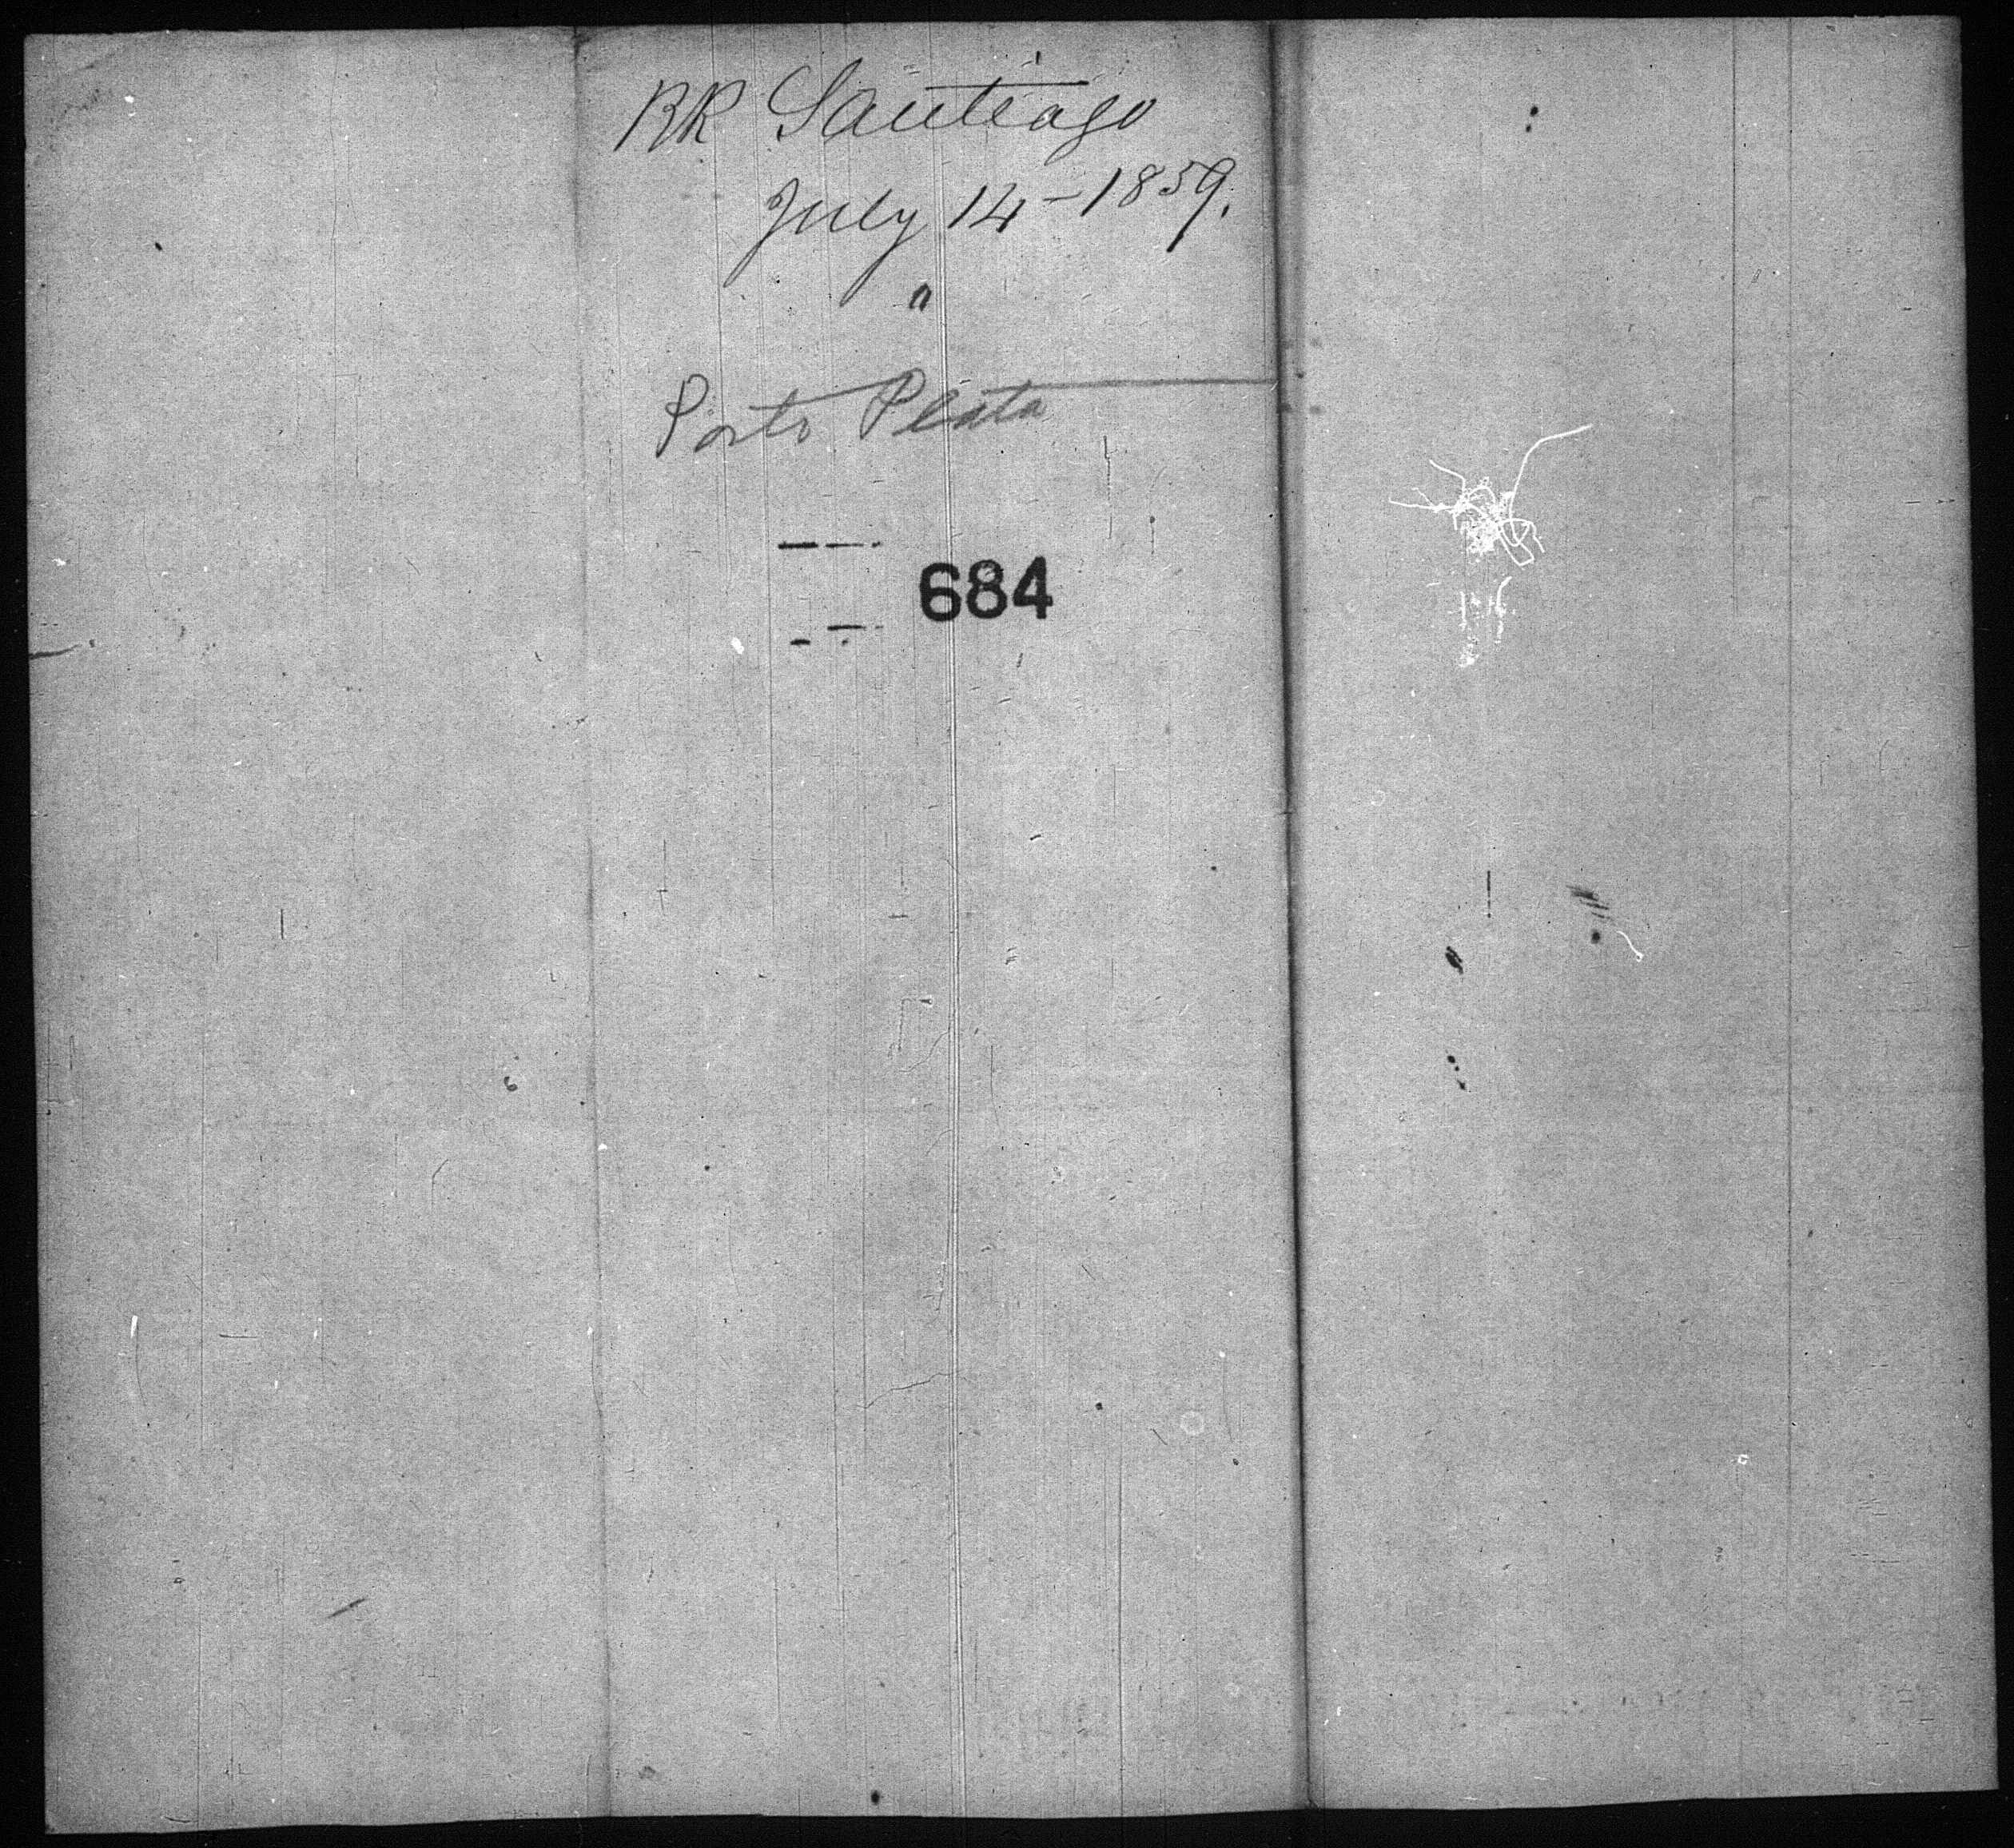 BR Santiago
July 14-1859.
"
Porto Plata
684